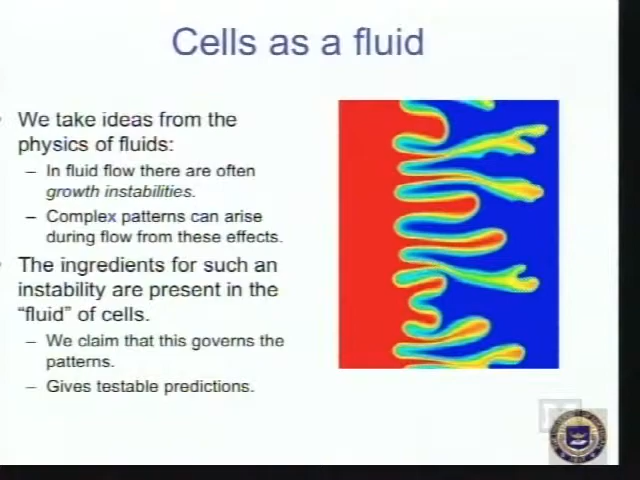 Cells as a fluid
We take ideas from the
physics of fluids:
– In fluid flow there are often
growth instabilities.
– Complex patterns can arise
during flow from these effects.
The ingredients for such an
instability are present in the
“fluid” of cells.
– We claim that this governs the
patterns.
– Gives testable predictions.